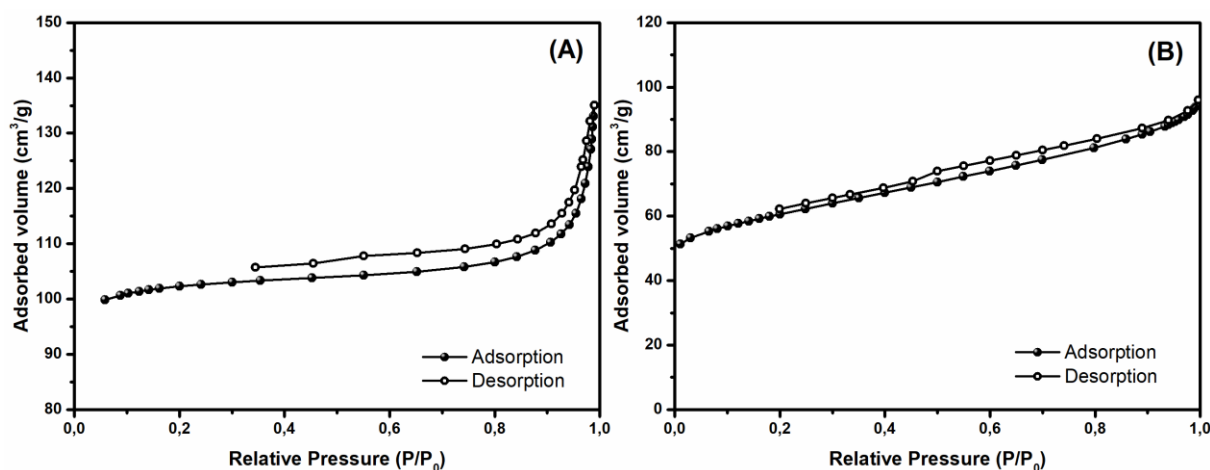 (A)
Adsorbed volume (cm³/g)
150
140
130
120
110
100
90
80
0,0 0,2 0,4 0,6 0,8 1,0
Relative Pressure (P/P₀)
Adsorption
Desorption
(B)
Adsorbed volume (cm³/g)
120
100
80
60
40
20
0
0,0 0,2 0,4 0,6 0,8 1,0
Relative Pressure (P/P₀)
Adsorption
Desorption